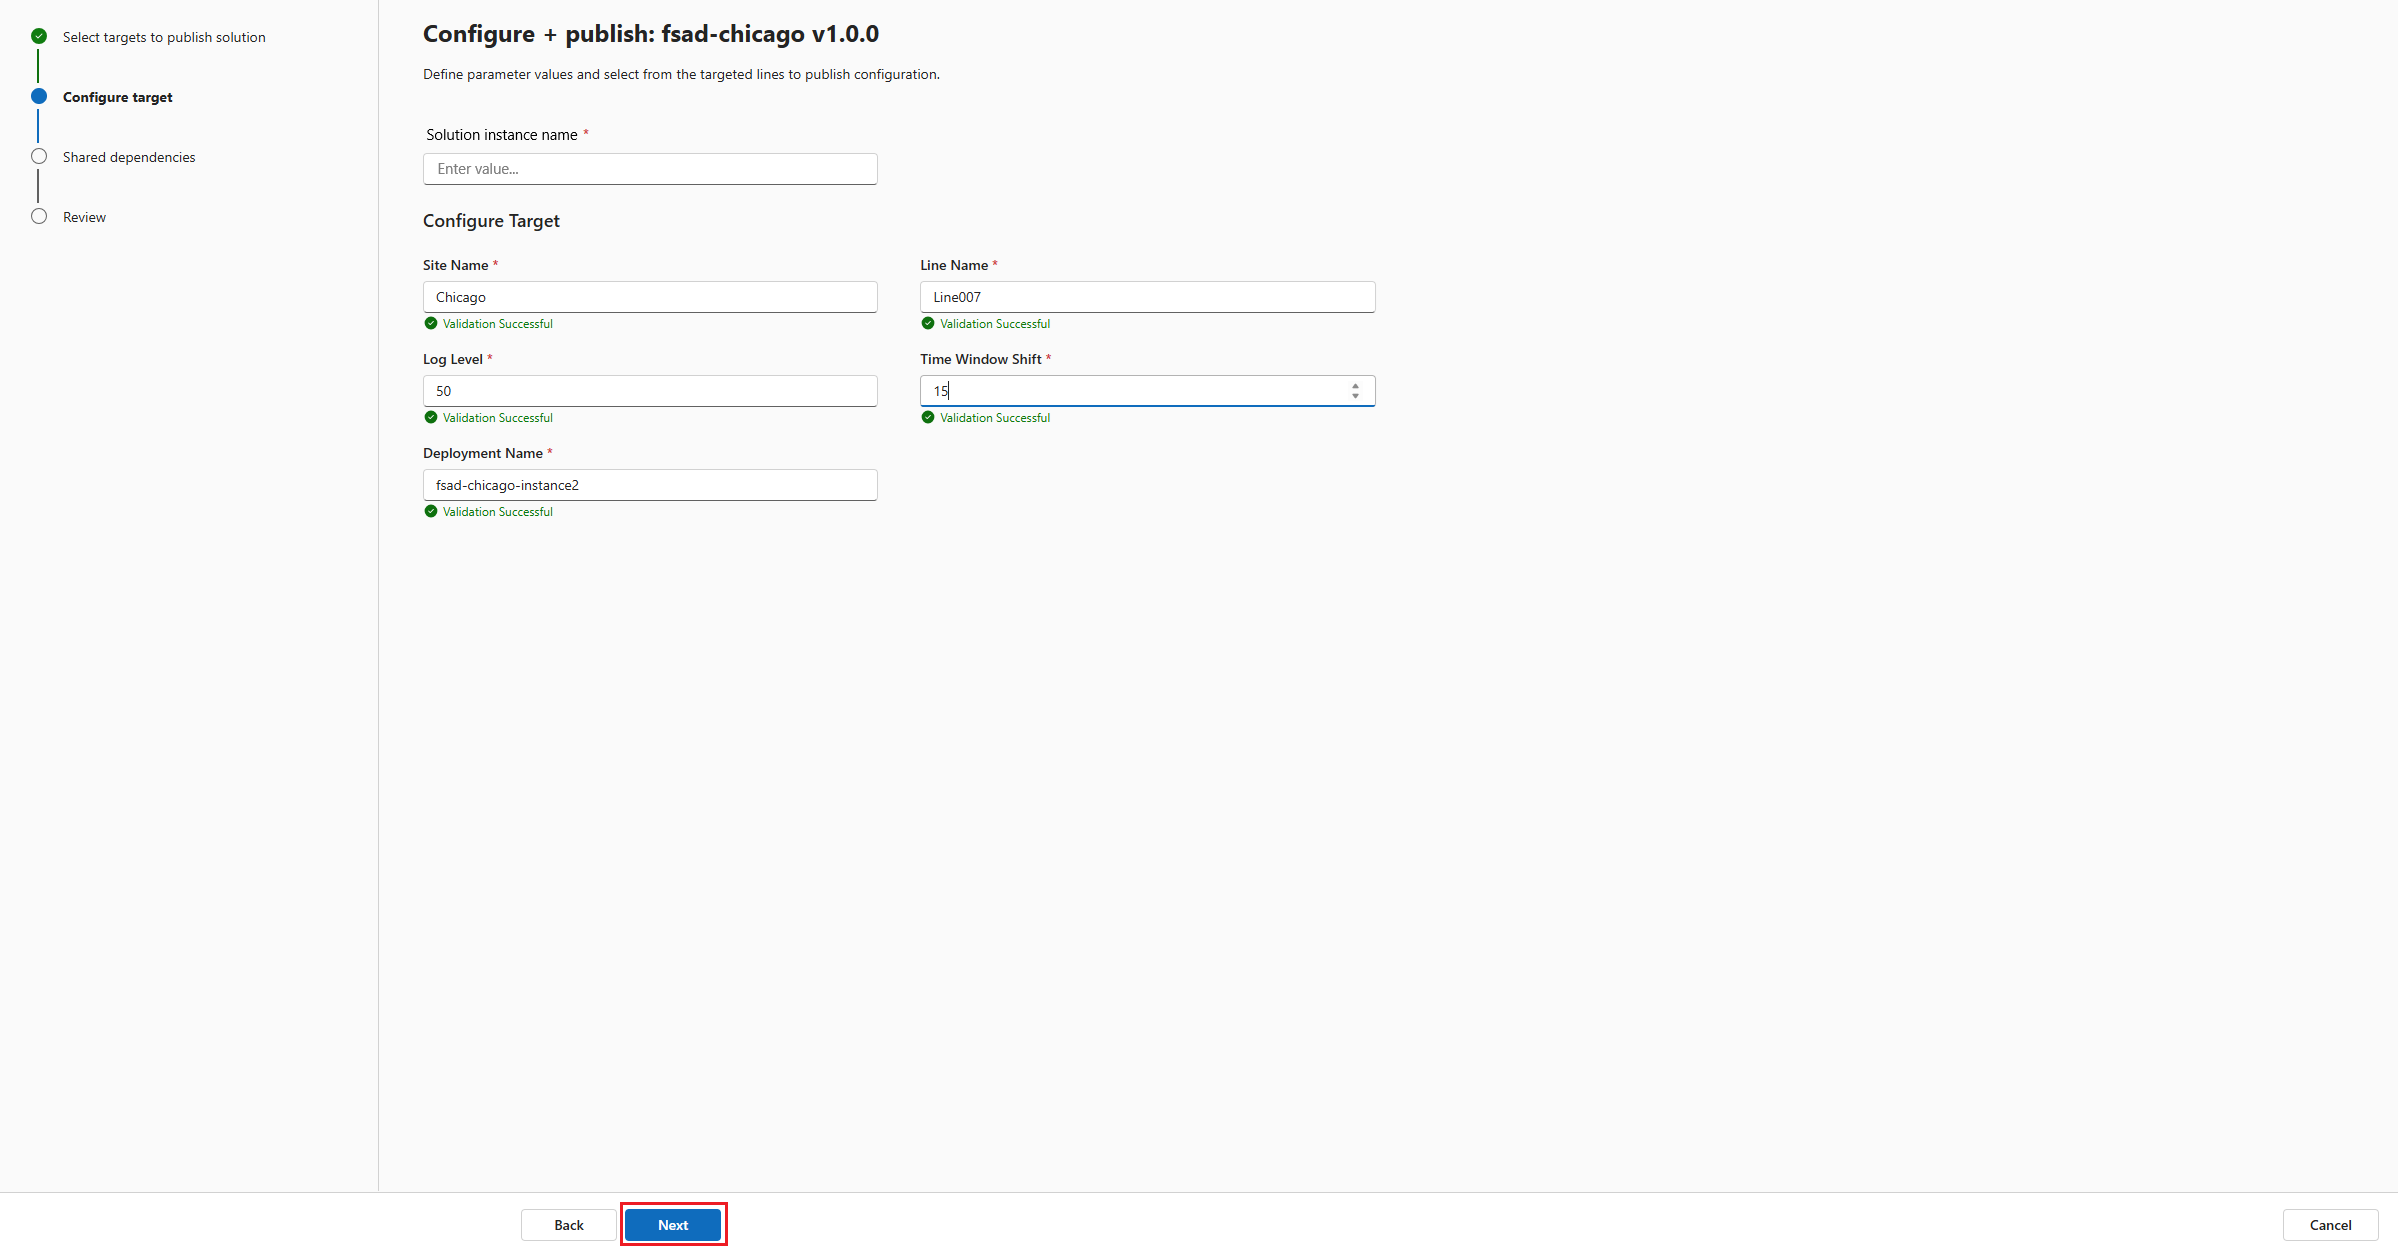 Select targets to publish solution
Configure target
Shared dependencies
Review
Configure + publish: fsad-chicago v1.0.0
Define parameter values and select from the targeted lines to publish configuration.
Solution instance name *
Enter value...
Configure Target
Site Name *
Chicago
Validation Successful
Line Name *
Line007
Validation Successful
Log Level *
50
Validation Successful
Time Window Shift *
15
Validation Successful
Deployment Name *
fsad-chicago-instance2
Validation Successful
Back
Next
Cancel